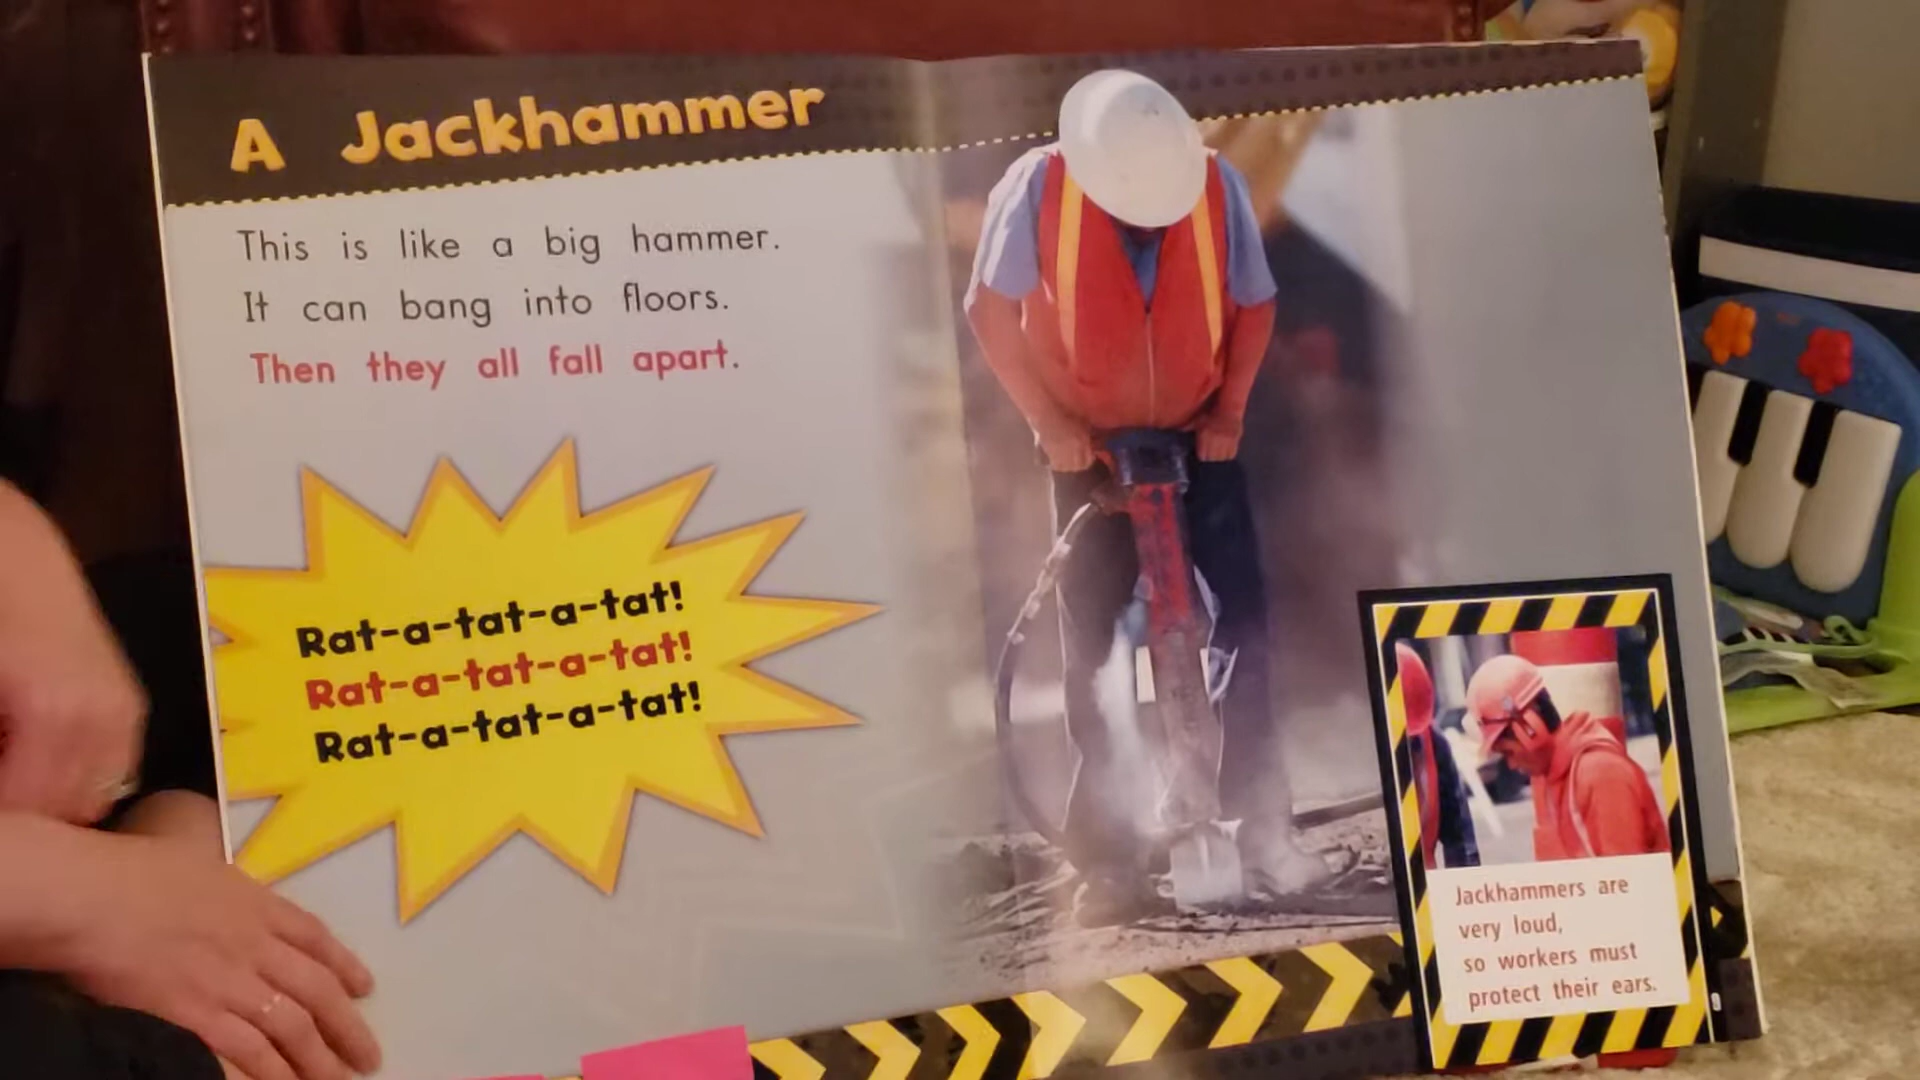 A Jackhammer
This is like a big hammer.
It can bang into floors.
Then they all fall apart.
Rat-a-tat-a-tat!
Rat-a-tat-a-tat!
Rat-a-tat-a-tat!
Jackhammers are
very loud,
so workers must
protect their ears.
9